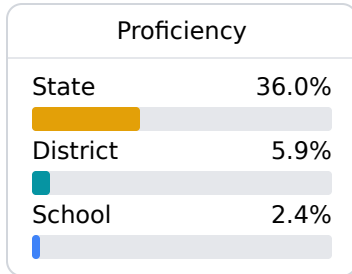 Proficiency
State 36.0%
District 5.9%
School 2.4%